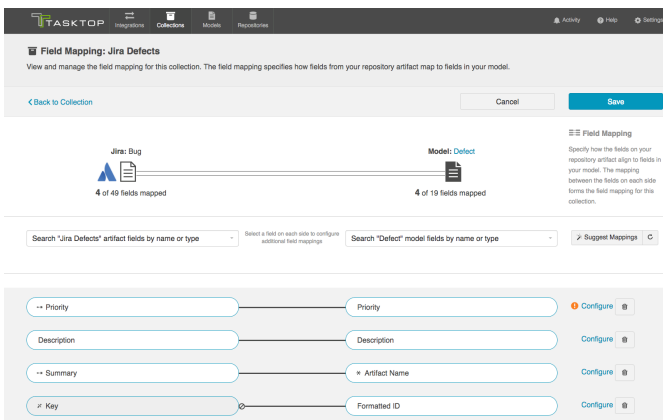 TASKTOP
Integrations
Collections
Models
Repositories
Activity
Help
Settings
Field Mapping: Jira Defects
View and manage the field mapping for this collection. The field mapping specifies how fields from your repository artifact map to fields in your model.
Back to Collection
Cancel
Save
Jira: Bug
4 of 49 fields mapped
Model: Defect
4 of 19 fields mapped
Field Mapping
Specify how the fields on your
repository artifact align to fields in
your model. The mapping
between the fields on each side
forms the field mapping for this
collection.
Search "Jira Defects" artifact fields by name or type
Select a field on each side to configure
additional field mappings
Search "Defect" model fields by name or type
Suggest Mappings
Priority
Priority
Configure
Description
Description
Configure
Summary
Artifact Name
Configure
Key
Formatted ID
Configure